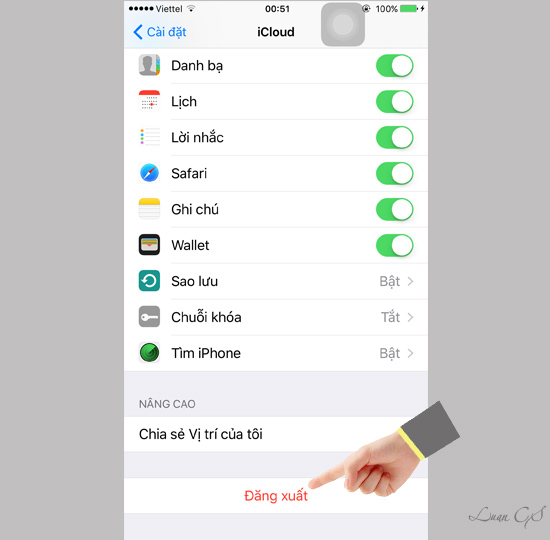 Viettel 00:51 100%
Cài đặt iCloud
Danh bạ
Lịch
Lời nhắc
Safari
Ghi chú
Wallet
Sao lưu Bật
Chuỗi khóa Tắt
Tìm iPhone Bật
NÂNG CAO
Chia sẻ Vị trí của tôi
Đăng xuất
Luan GS